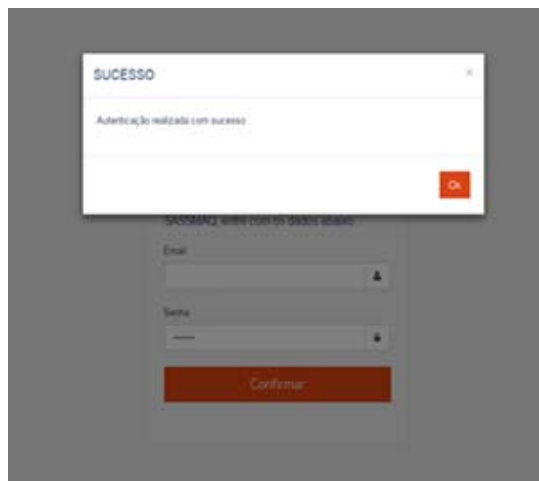 SUCESSO
×
Autenticação realizada com sucesso
Ok
SASSMAQ, entre com os dados abaixo:
Email
Senha
Confirmar